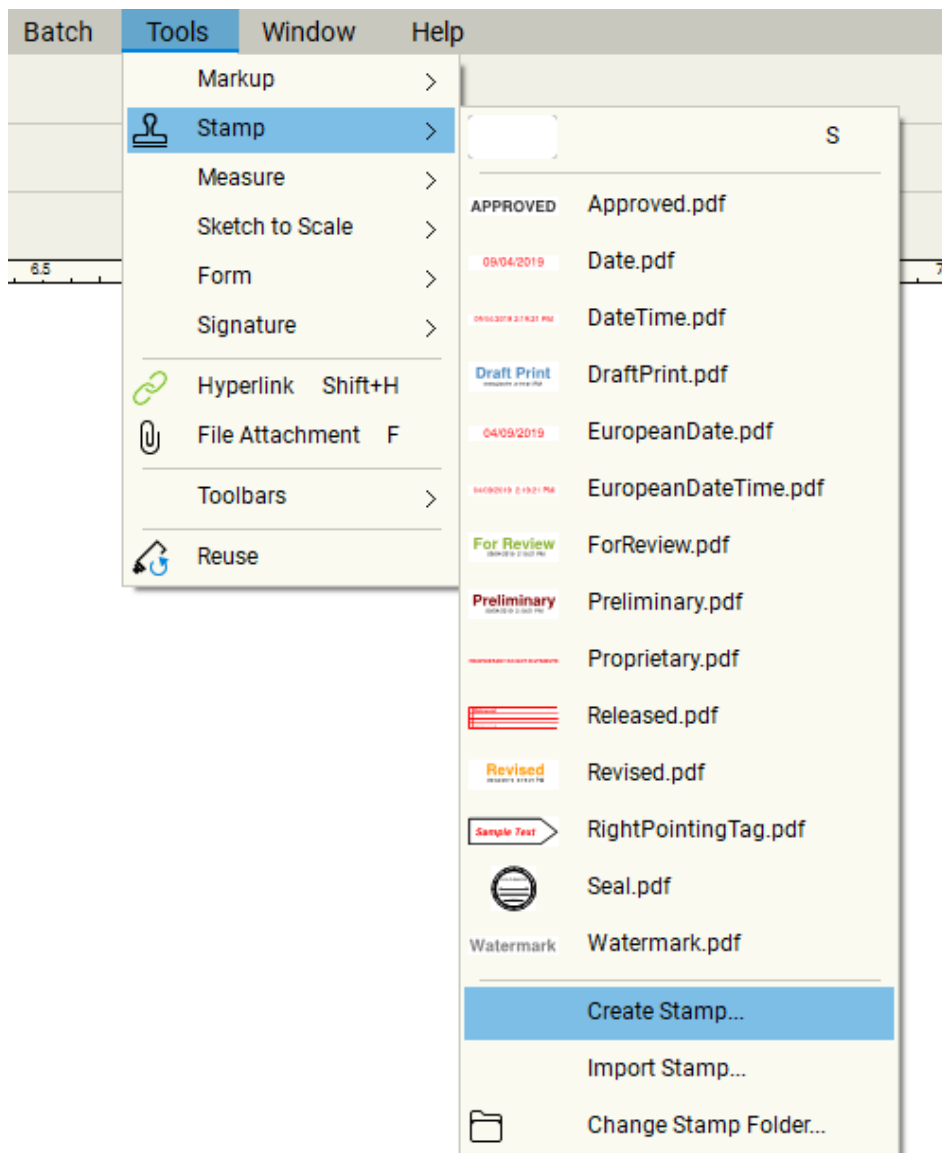 Batch Tools Window Help
Markup
Stamp
Measure
Sketch to Scale
Form
Signature
Hyperlink Shift+H
File Attachment F
Toolbars
Reuse
6.5
7
S
APPROVED Approved.pdf
09/04/2019 Date.pdf
DateTime.pdf
Draft Print DraftPrint.pdf
04/09/2019 EuropeanDate.pdf
EuropeanDateTime.pdf
For Review ForReview.pdf
Preliminary Preliminary.pdf
Proprietary.pdf
Released.pdf
Revised Revised.pdf
Sample Text RightPointingTag.pdf
Seal.pdf
Watermark Watermark.pdf
Create Stamp...
Import Stamp...
Change Stamp Folder...